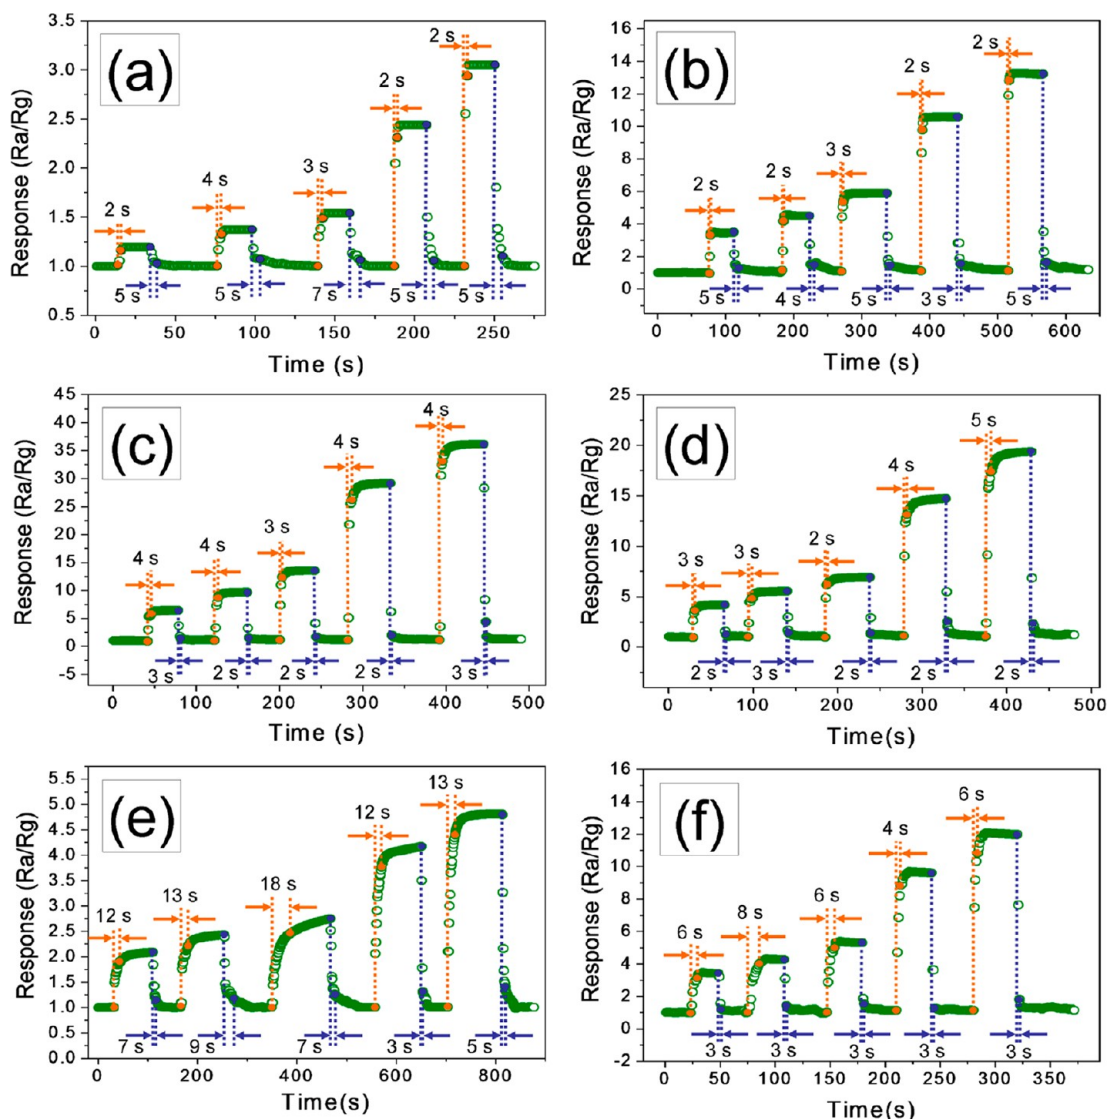 (a)
Response (Ra/Rg)
3.5
3.0
2.5
2.0
1.5
1.0
0.5
2 s
4 s
3 s
2 s
2 s
5 s
5 s
7 s
5 s
5 s
0 50 100 150 200 250
Time (s)
(b)
Response (Ra/Rg)
16
14
12
10
8
6
4
2
0
2 s
2 s
3 s
2 s
2 s
5 s
4 s
5 s
3 s
5 s
0 100 200 300 400 500 600
Time (s)
(c)
Response (Ra/Rg)
45
40
35
30
25
20
15
10
5
0
-5
4 s
4 s
3 s
4 s
4 s
3 s
2 s
2 s
2 s
3 s
0 100 200 300 400 500
Time (s)
(d)
Response (Ra/Rg)
25
20
15
10
5
0
3 s
3 s
2 s
4 s
5 s
2 s
3 s
2 s
2 s
2 s
0 100 200 300 400 500
Time(s)
(e)
Response (Ra/Rg)
5.5
5.0
4.5
4.0
3.5
3.0
2.5
2.0
1.5
1.0
0.5
0.0
12 s
13 s
18 s
12 s
13 s
7 s
9 s
7 s
3 s
5 s
0 200 400 600 800
Time(s)
(f)
Response (Ra/Rg)
16
14
12
10
8
6
4
2
0
-2
6 s
8 s
6 s
4 s
6 s
3 s
3 s
3 s
3 s
3 s
0 50 100 150 200 250 300 350
Time(s)